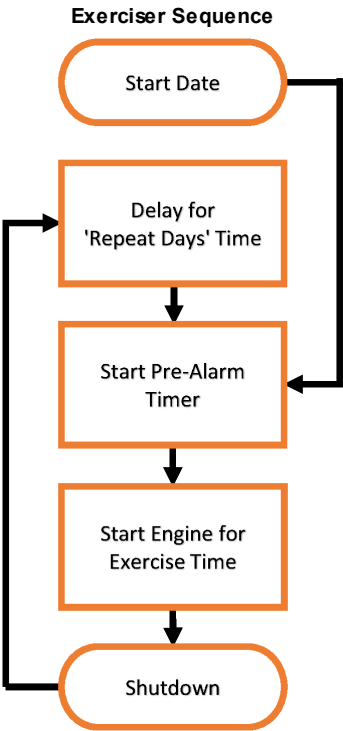 Exerciser Sequence
Start Date
Delay for
'Repeat Days' Time
Start Pre-Alarm
Timer
Start Engine for
Exercise Time
Shutdown